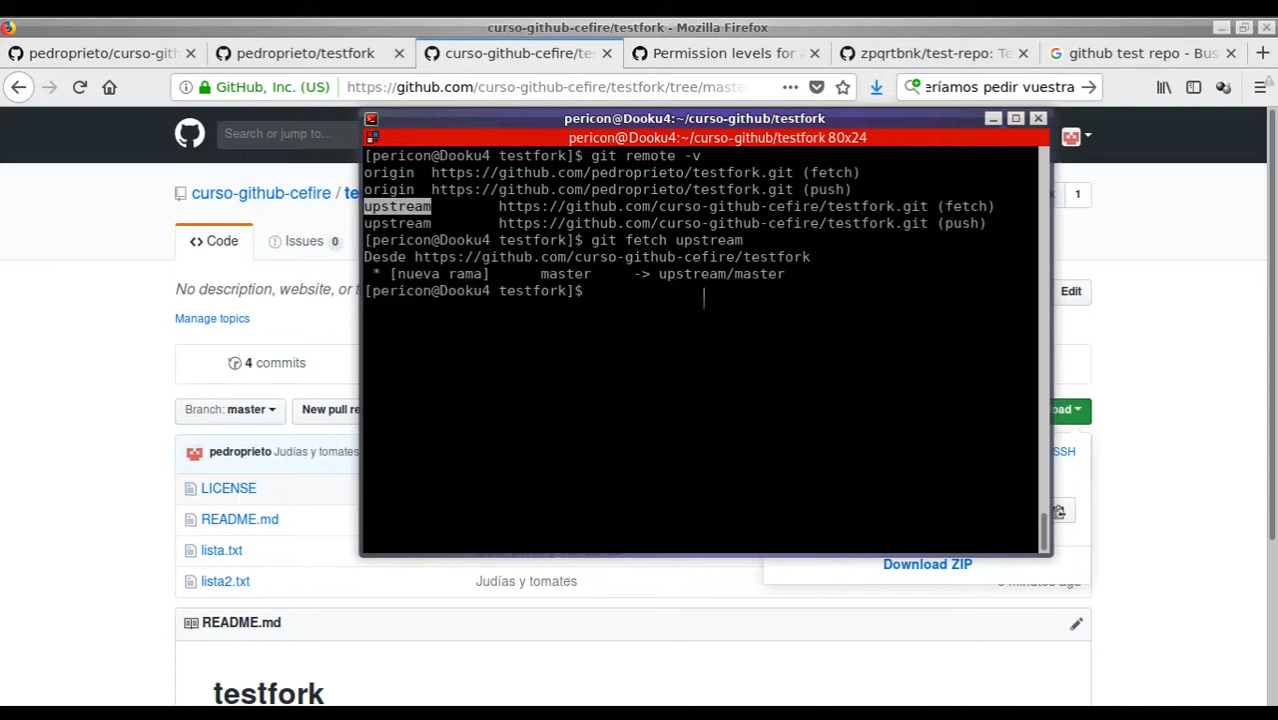 curso-github-cefire/testfork - Mozilla Firefox
pedroprieto/curso-git
pedroprieto/testfork
curso-github-cefire/tes
Permission levels for a
zpqrtbnk/test-repo: Te
github test repo - Bus
GitHub, Inc. (US)
https://github.com/curso-github-cefire/testfork/tree/maste
eríamos pedir vuestra
Search or jump to...
pericon@Dooku4:~/curso-github/testfork
pericon@Dooku4:~/curso-github/testfork 80x24
[pericon@Dooku4 testfork]$ git remote -v
origin https://github.com/pedroprieto/testfork.git (fetch)
origin https://github.com/pedroprieto/testfork.git (push)
upstream https://github.com/curso-github-cefire/testfork.git (fetch)
upstream https://github.com/curso-github-cefire/testfork.git (push)
[pericon@Dooku4 testfork]$ git fetch upstream
Desde https://github.com/curso-github-cefire/testfork
* [nueva rama] master -> upstream/master
[pericon@Dooku4 testfork]$
curso-github-cefire/te
1
Code
Issues 0
No description, website, or t
Edit
Manage topics
4 commits
Branch: master
New pull re
oad
pedroprieto Judías y tomates
SSH
LICENSE
README.md
lista.txt
Download ZIP
lista2.txt
Judías y tomates
minutes ago
README.md
testfork